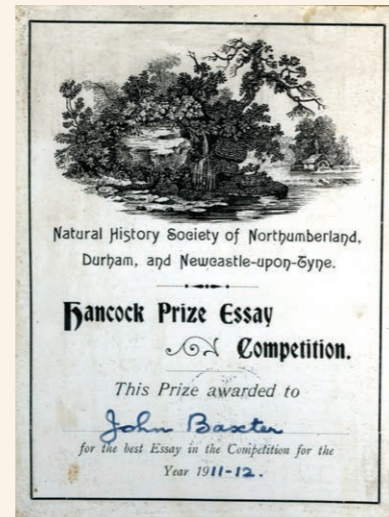 Natural History Society of Northumberland,
Durham, and Newcastle-upon-Tyne.
Hancock Prize Essay
Competition.
This Prize awarded to
John Baxter
for the best Essay in the Competition for the
Year 1911-12.